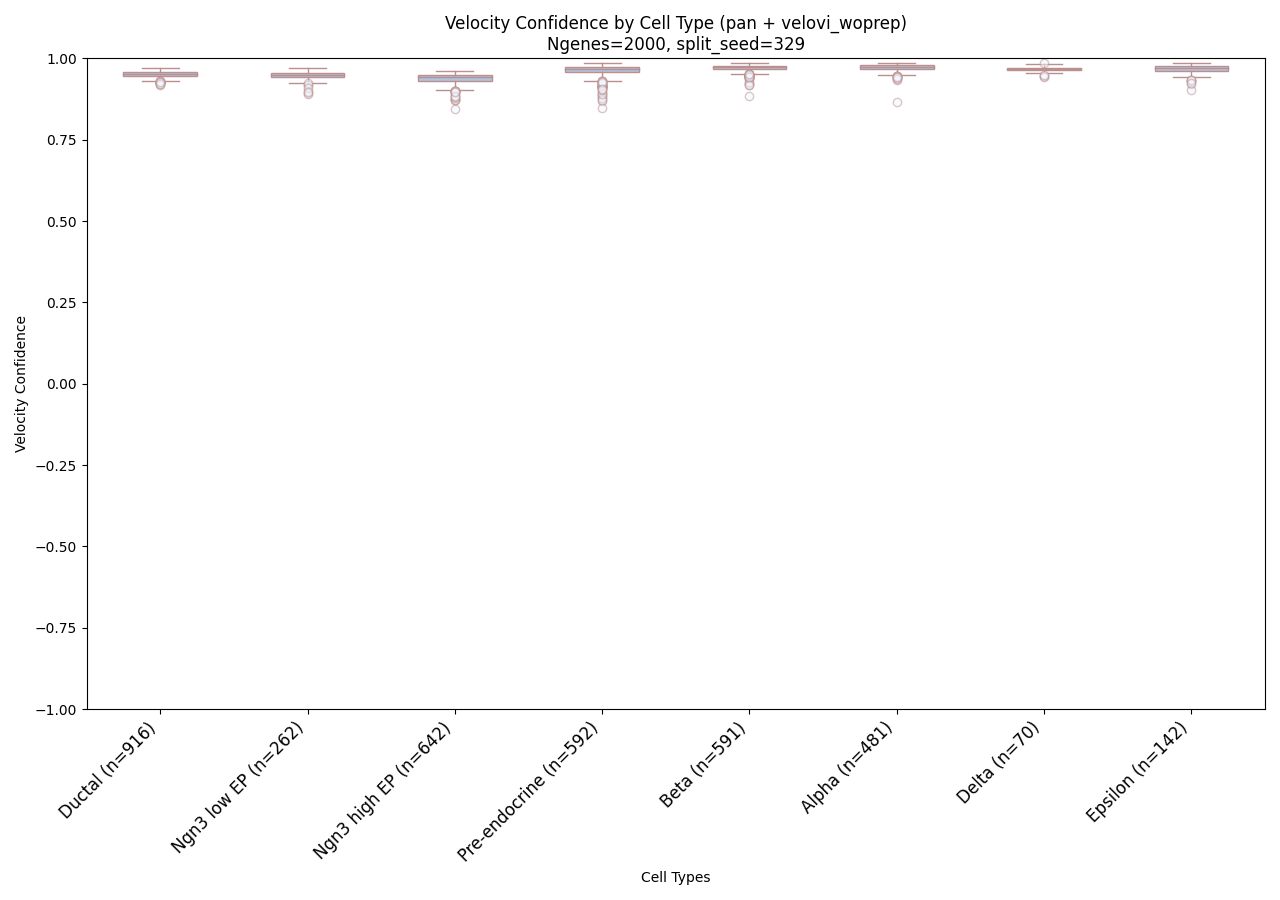 Velocity Confidence by Cell Type (pan + velovi_woprep)
Ngenes=2000, split_seed=329
1.00
0.75
0.50
0.25
0.00
−0.25
−0.50
−0.75
−1.00
Velocity Confidence
Ductal (n=916)
Ngn3 low EP (n=262)
Ngn3 high EP (n=642)
Pre-endocrine (n=592)
Beta (n=591)
Alpha (n=481)
Delta (n=70)
Epsilon (n=142)
Cell Types